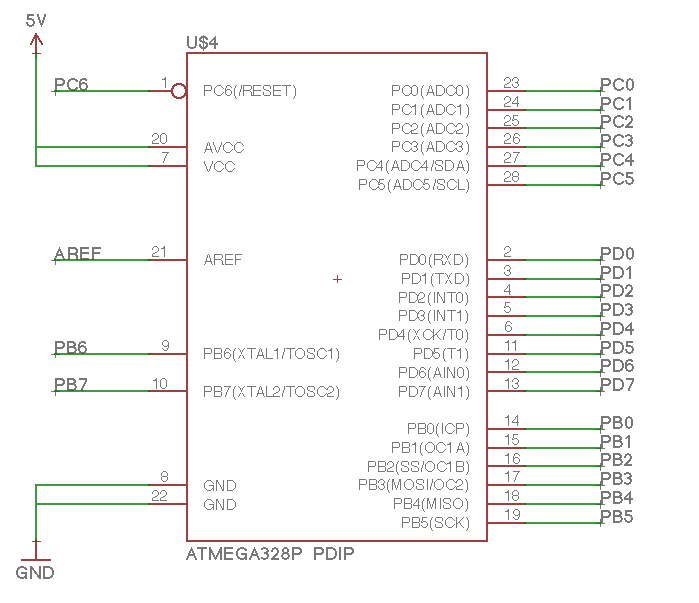 5V
U$4
PC6 1 PC6(/RESET) PC0(ADC0) 23 PC0
PC1(ADC1) 24 PC1
PC2(ADC2) 25 PC2
20 AVCC PC3(ADC3) 26 PC3
7 VCC PC4(ADC4/SDA) 27 PC4
PC5(ADC5/SCL) 28 PC5
AREF 21 AREF PD0(RXD) 2 PD0
PD1(TXD) 3 PD1
PD2(INT0) 4 PD2
PD3(INT1) 5 PD3
PD4(XCK/T0) 6 PD4
PB6 9 PB6(XTAL1/TOSC1) PD5(T1) 11 PD5
PD6(AIN0) 12 PD6
PB7 10 PB7(XTAL2/TOSC2) PD7(AIN1) 13 PD7
PB0(ICP) 14 PB0
PB1(OC1A) 15 PB1
PB2(SS/OC1B) 16 PB2
8 GND PB3(MOSI/OC2) 17 PB3
22 GND PB4(MISO) 18 PB4
PB5(SCK) 19 PB5
ATMEGA328P PDIP
GND